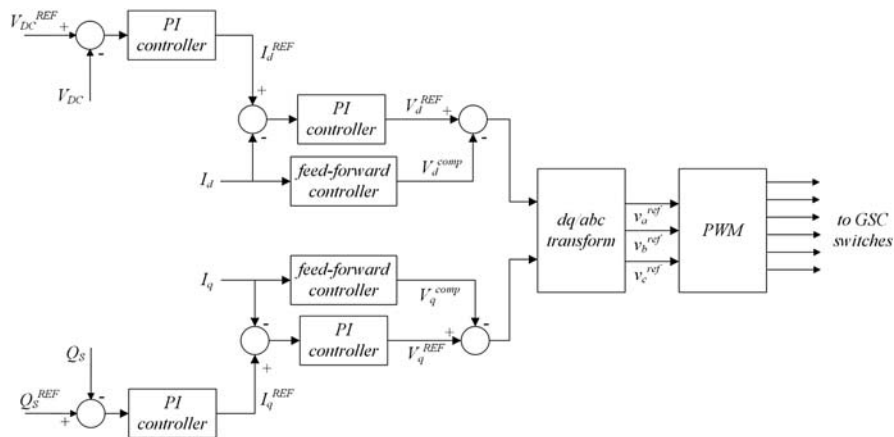 V_DC^REF
+
-
PI
controller
V_DC
I_d^REF
+
-
PI
controller
V_d^REF
+
-
I_d
feed-forward
controller
V_d^comp
dq/abc
transform
v_a^ref
v_b^ref
v_c^ref
PWM
to GSC
switches
I_q
feed-forward
controller
V_q^comp
-
-
+
PI
controller
V_q^REF
+
Q_S
-
Q_S^REF
+
PI
controller
I_q^REF